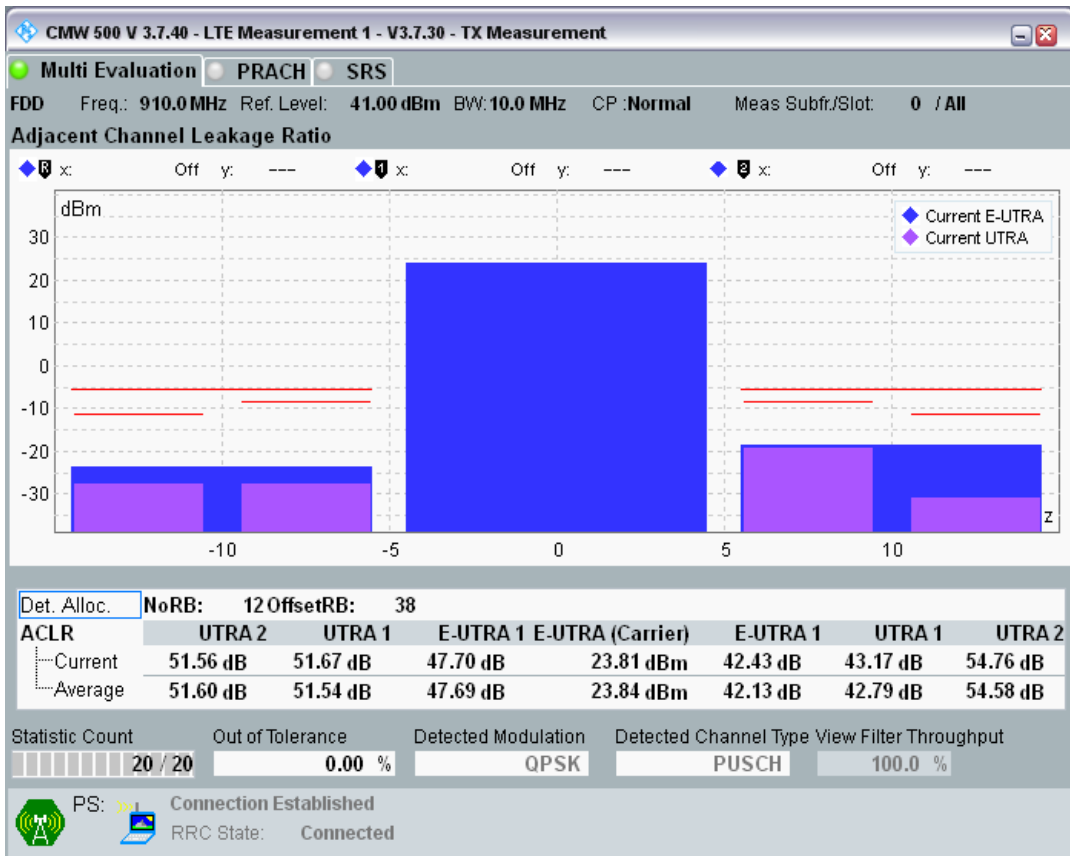 CMW 500 V 3.7.40 - LTE Measurement 1 - V3.7.30 - TX Measurement
Multi Evaluation PRACH SRS
FDD Freq.: 910.0 MHz Ref. Level: 41.00 dBm BW: 10.0 MHz CP :Normal Meas Subfr./Slot: 0 / All
Adjacent Channel Leakage Ratio
R x: Off y: --- 1 x: Off y: --- 2 x: Off y: ---
dBm
Current E-UTRA
Current UTRA
30
20
10
0
-10
-20
-30
z
-10 -5 0 5 10
Det. Alloc. NoRB: 12 OffsetRB: 38
ACLR UTRA 2 UTRA 1 E-UTRA 1 E-UTRA (Carrier) E-UTRA 1 UTRA 1 UTRA 2
Current 51.56 dB 51.67 dB 47.70 dB 23.81 dBm 42.43 dB 43.17 dB 54.76 dB
Average 51.60 dB 51.54 dB 47.69 dB 23.84 dBm 42.13 dB 42.79 dB 54.58 dB
Statistic Count Out of Tolerance Detected Modulation Detected Channel Type View Filter Throughput
20 / 20 0.00 % QPSK PUSCH 100.0 %
PS: Connection Established
RRC State: Connected